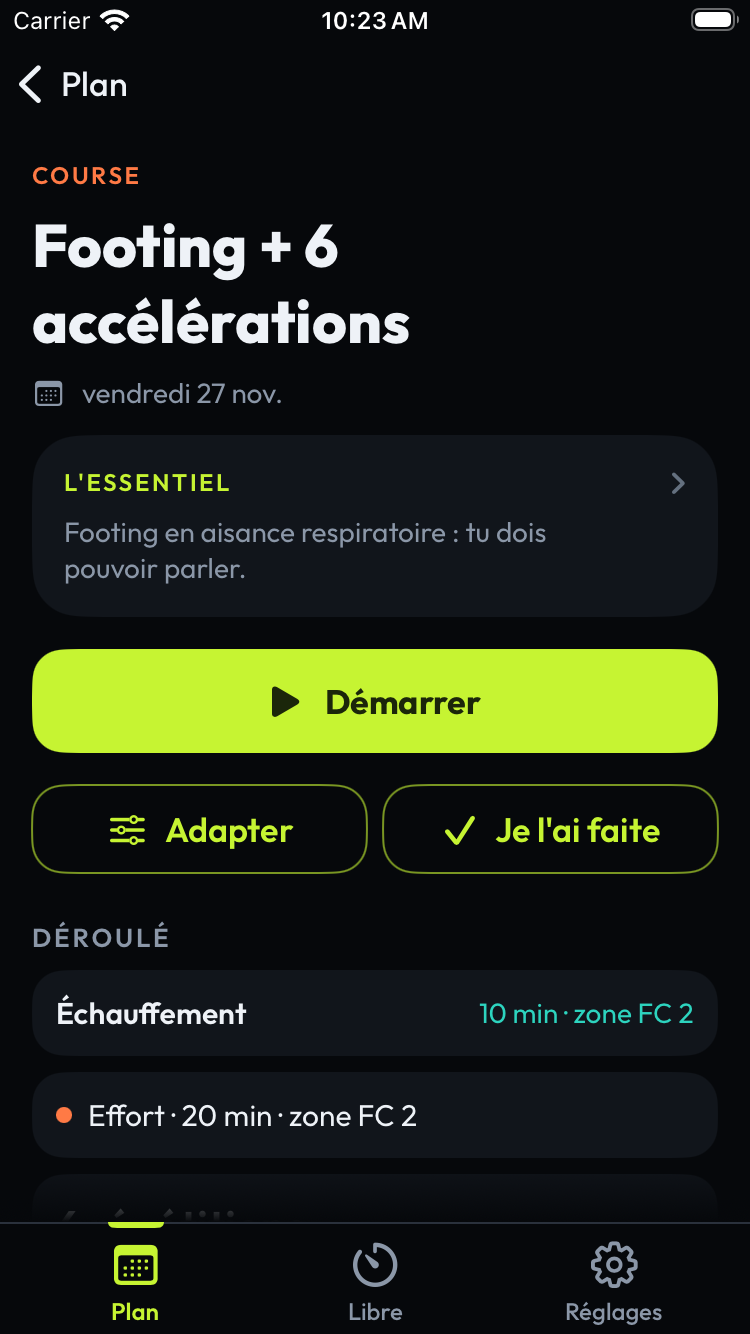 Carrier
10:23 AM
Plan
COURSE
Footing + 6
accélérations
vendredi 27 nov.
L'ESSENTIEL
Footing en aisance respiratoire : tu dois
pouvoir parler.
Démarrer
Adapter
Je l'ai faite
DÉROULÉ
Échauffement
10 min · zone FC 2
Effort · 20 min · zone FC 2
Plan
Libre
Réglages